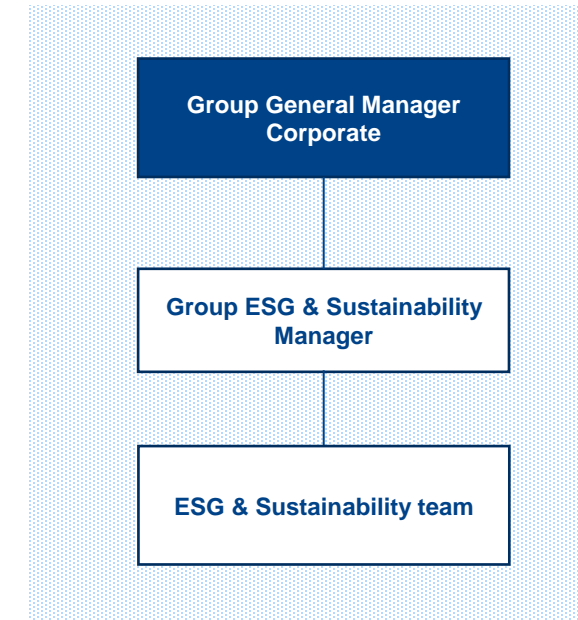 Group General Manager
Corporate
Group ESG & Sustainability
Manager
ESG & Sustainability team